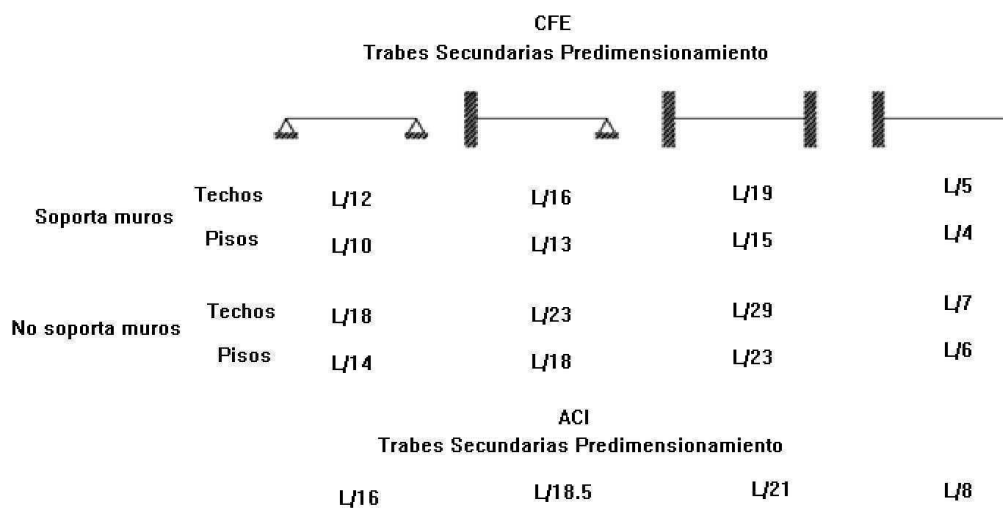 CFE
Trabes Secundarias Predimensionamiento
Soporta muros
Techos L/12 L/16 L/19 L/5
Pisos L/10 L/13 L/15 L/4
No soporta muros
Techos L/18 L/23 L/29 L/7
Pisos L/14 L/18 L/23 L/6
ACI
Trabes Secundarias Predimensionamiento
L/16 L/18.5 L/21 L/8